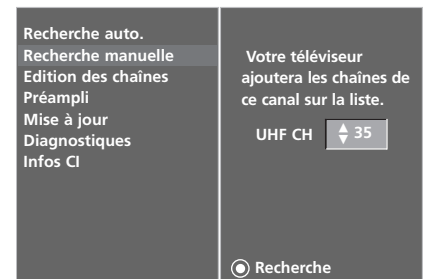 Recherche auto.
Recherche manuelle
Edition des chaînes
Préampli
Mise à jour
Diagnostiques
Infos CI
Votre téléviseur
ajoutera les chaînes de
ce canal sur la liste.
UHF CH 35
Recherche